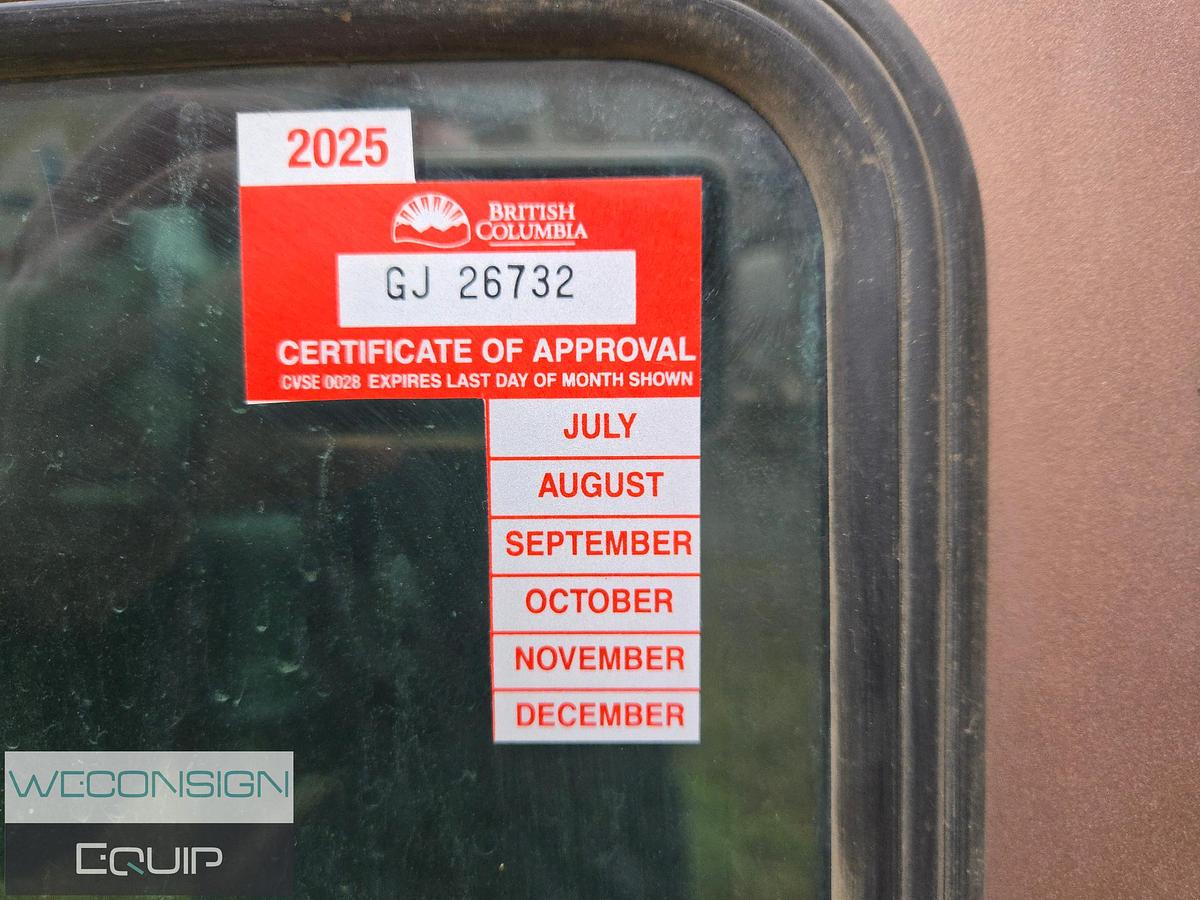 2025
BRITISH
COLUMBIA
GJ 26732
CERTIFICATE OF APPROVAL
CVSE 0028 EXPIRES LAST DAY OF MONTH SHOWN
JULY
AUGUST
SEPTEMBER
OCTOBER
NOVEMBER
DECEMBER
WECONSIGN
EQUIP